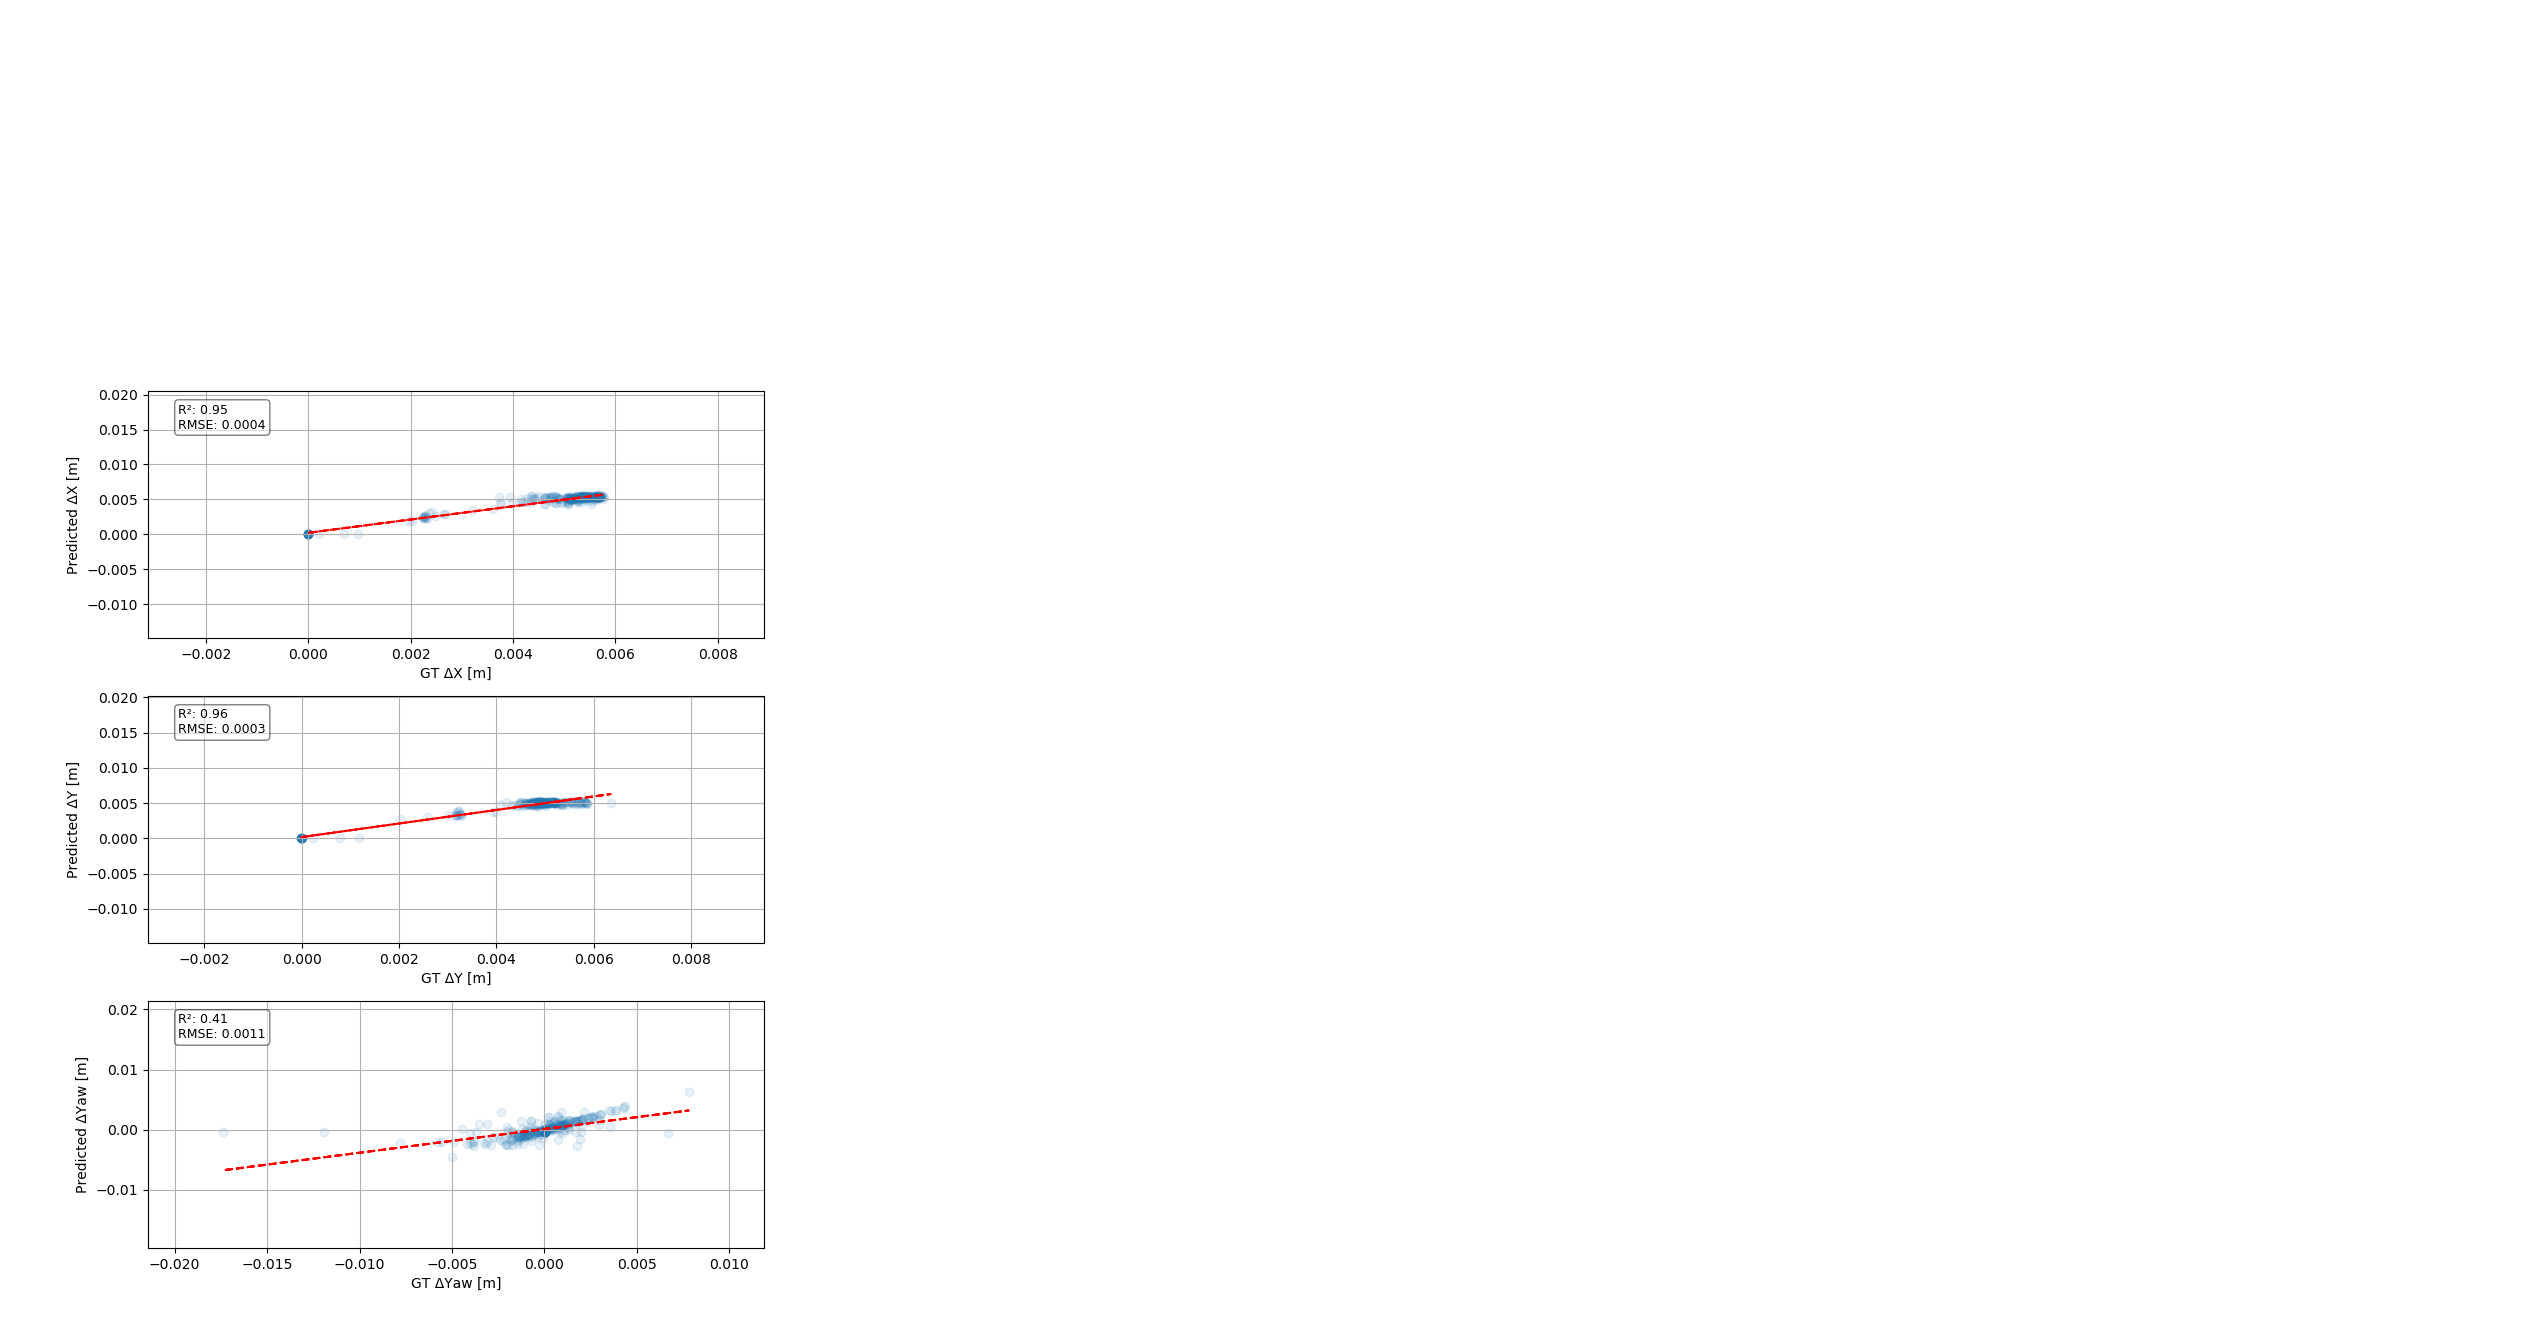 0.020
0.015
0.010
0.005
0.000
−0.005
−0.010
Predicted ΔX [m]
R²: 0.95
RMSE: 0.0004
−0.002 0.000 0.002 0.004 0.006 0.008
GT ΔX [m]
0.020
0.015
0.010
0.005
0.000
−0.005
−0.010
Predicted ΔY [m]
R²: 0.96
RMSE: 0.0003
−0.002 0.000 0.002 0.004 0.006 0.008
GT ΔY [m]
0.02
0.01
0.00
−0.01
Predicted ΔYaw [m]
R²: 0.41
RMSE: 0.0011
−0.020 −0.015 −0.010 −0.005 0.000 0.005 0.010
GT ΔYaw [m]